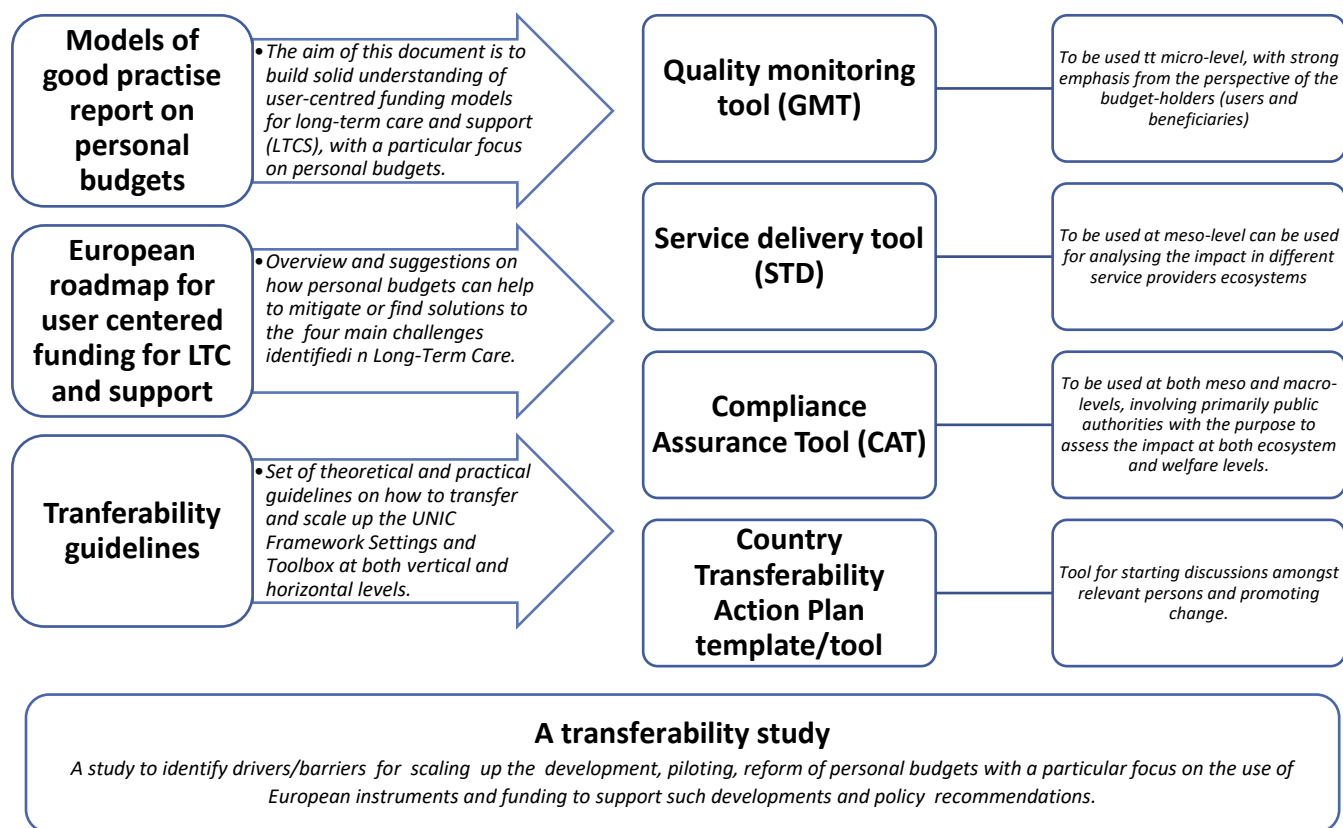 Models of
good practise
report on
personal
budgets
•The aim of this document is to
build solid understanding of
user-centred funding models
for long-term care and support
(LTCS), with a particular focus
on personal budgets.
European
roadmap for
user centered
funding for LTC
and support
•Overview and suggestions on
how personal budgets can help
to mitigate or find solutions to
the four main challenges
identifiedi n Long-Term Care.
Tranferability
guidelines
•Set of theoretical and practical
guidelines on how to transfer
and scale up the UNIC
Framework Settings and
Toolbox at both vertical and
horizontal levels.
Quality monitoring
tool (GMT)
To be used tt micro-level, with strong
emphasis from the perspective of the
budget-holders (users and
beneficiaries)
Service delivery tool
(STD)
To be used at meso-level can be used
for analysing the impact in different
service providers ecosystems
Compliance
Assurance Tool (CAT)
To be used at both meso and macro-
levels, involving primarily public
authorities with the purpose to
assess the impact at both ecosystem
and welfare levels.
Country
Transferability
Action Plan
template/tool
Tool for starting discussions amongst
relevant persons and promoting
change.
A transferability study
A study to identify drivers/barriers for scaling up the development, piloting, reform of personal budgets with a particular focus on the use of
European instruments and funding to support such developments and policy recommendations.